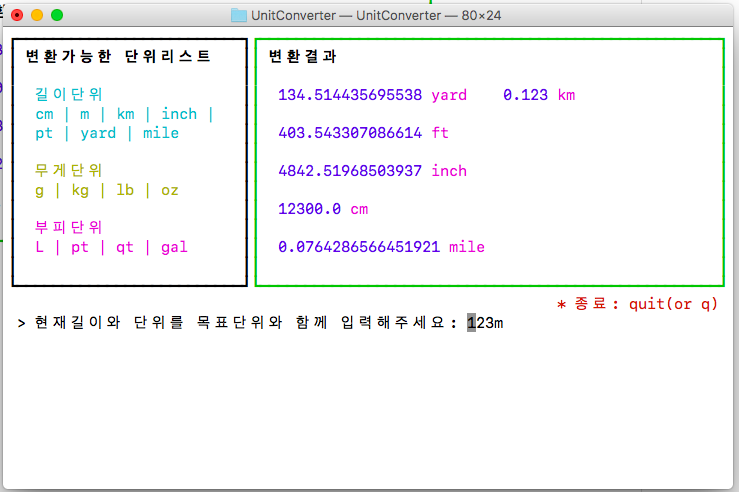 UnitConverter — UnitConverter — 80×24
변환가능한 단위리스트
길이단위
cm | m | km | inch |
pt | yard | mile
무게단위
g | kg | lb | oz
부피단위
L | pt | qt | gal
변환결과
134.514435695538 yard 0.123 km
403.543307086614 ft
4842.51968503937 inch
12300.0 cm
0.0764286566451921 mile
* 종료: quit(or q)
> 현재길이와 단위를 목표단위와 함께 입력해주세요: 123m